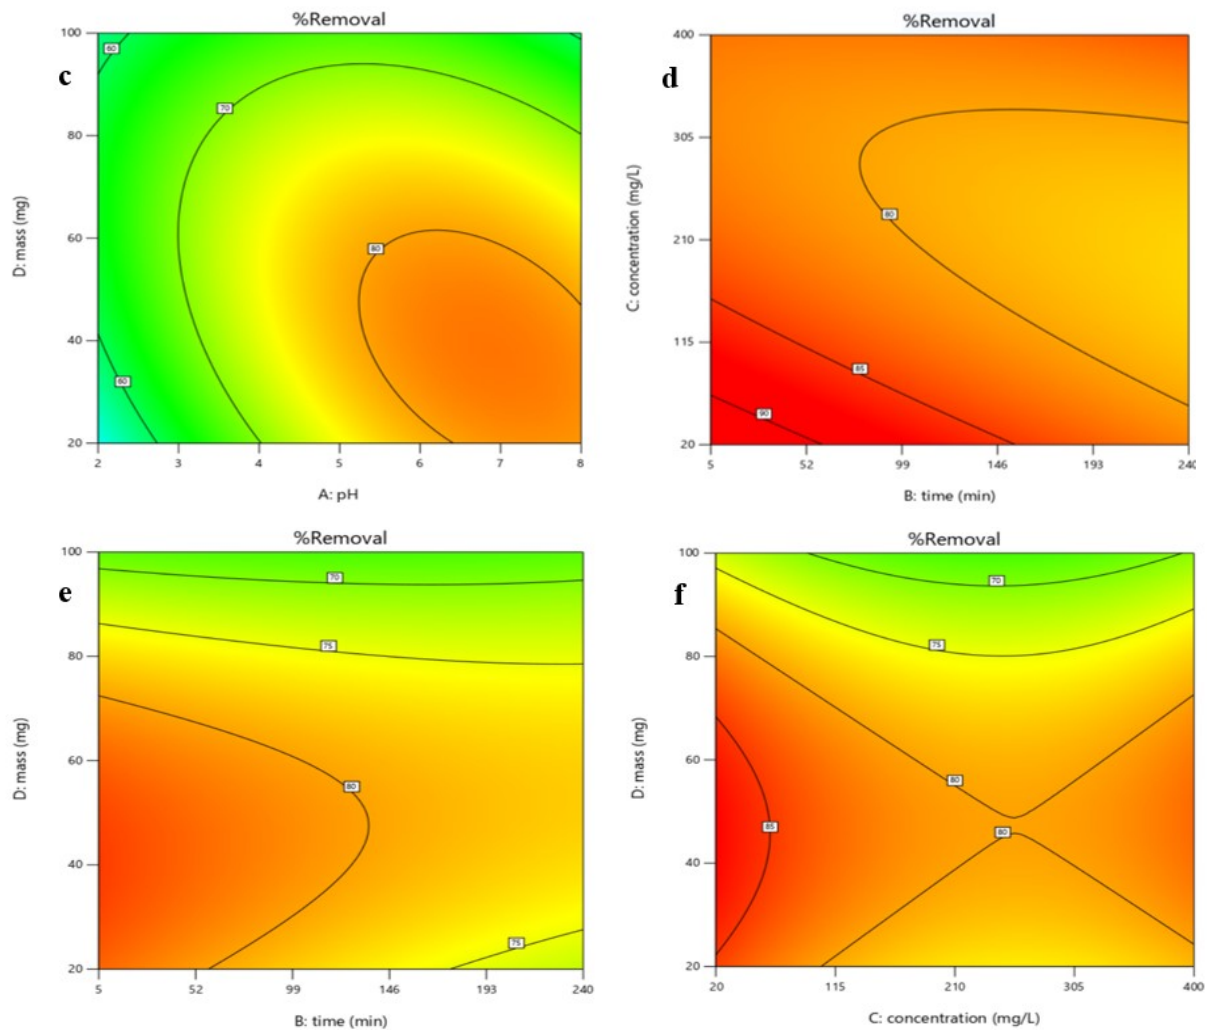 %Removal
c
100
80
60
40
20
2 3 4 5 6 7 8
D: mass (mg)
A: pH
60
70
80
60
%Removal
d
400
305
210
115
20
5 52 99 146 193 240
C: concentration (mg/L)
B: time (min)
80
85
90
%Removal
e
100
80
60
40
20
5 52 99 146 193 240
D: mass (mg)
B: time (min)
70
75
80
75
%Removal
f
100
80
60
40
20
20 115 210 305 400
D: mass (mg)
C: concentration (mg/L)
70
75
80
85
80